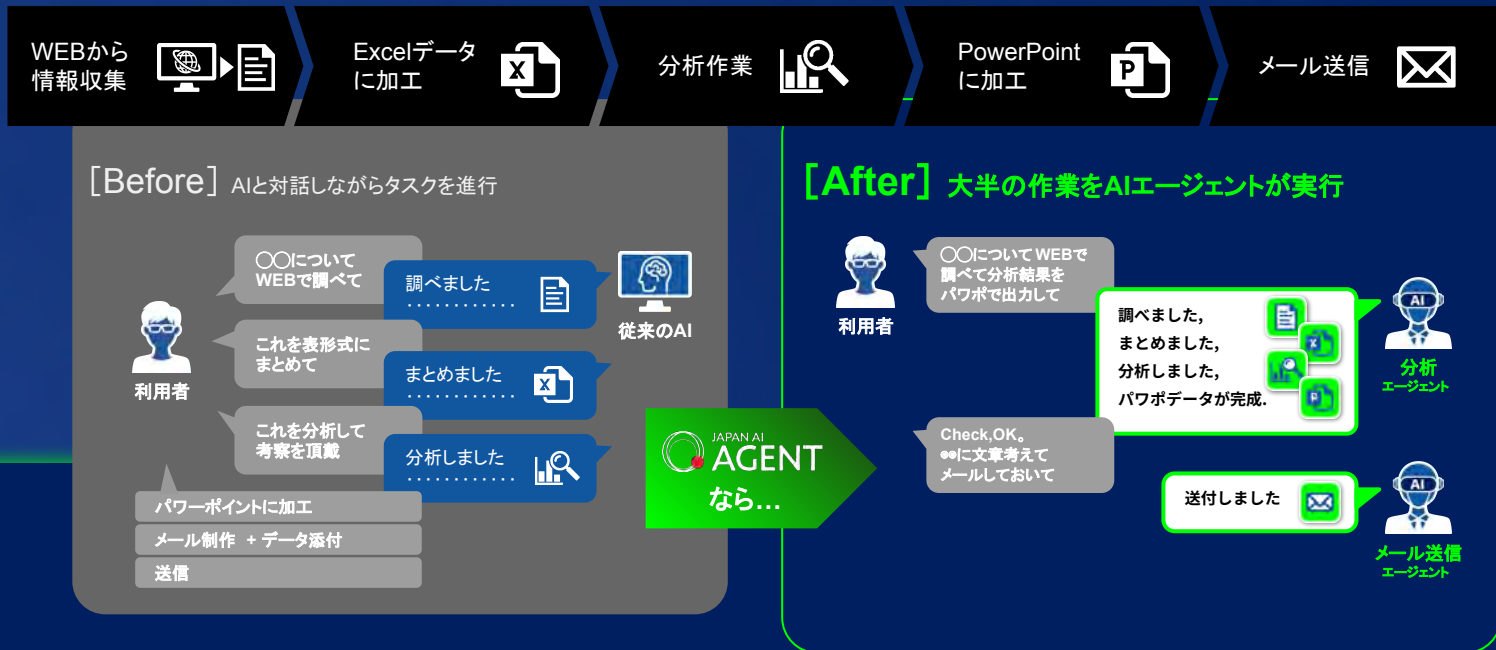 WEBから
情報収集
Excelデータ
に加工
X
分析作業
PowerPoint
に加工
P
メール送信
［Before］ AIと対話しながらタスクを進行
〇〇について
WEBで調べて
調べました
............
従来のAI
利用者
これを表形式に
まとめて
まとめました
............
X
これを分析して
考察を頂戴
分析しました
............
パワーポイントに加工
メール制作 + データ添付
送信
JAPAN AI
AGENT
なら...
［After］ 大半の作業をAIエージェントが実行
利用者
〇〇について WEBで
調べて分析結果を
パワポで出力して
調べました,
まとめました,
分析しました,
パワポデータが完成.
X
P
AI
分析
エージェント
Check,OK。
●●に文章考えて
メールしておいて
送付しました
AI
メール送信
エージェント